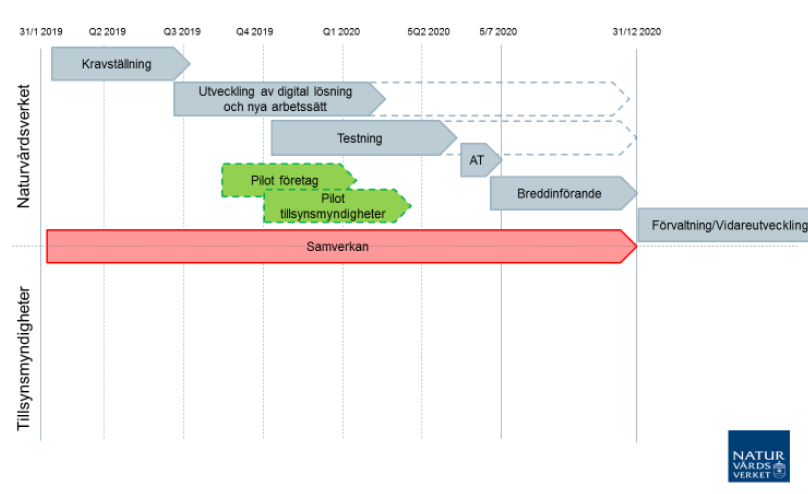 31/1 2019 Q2 2019 Q3 2019 Q4 2019 Q1 2020 5Q2 2020 5/7 2020 31/12 2020
Naturvårdsverket
Kravställning
Utveckling av digital lösning
och nya arbetssätt
Testning
AT
Pilot företag
Pilot
tillsynsmyndigheter
Breddinförande
Förvaltning/Vidareutveckling
Samverkan
Tillsynsmyndigheter
NATUR
VÅRDS
VERKET